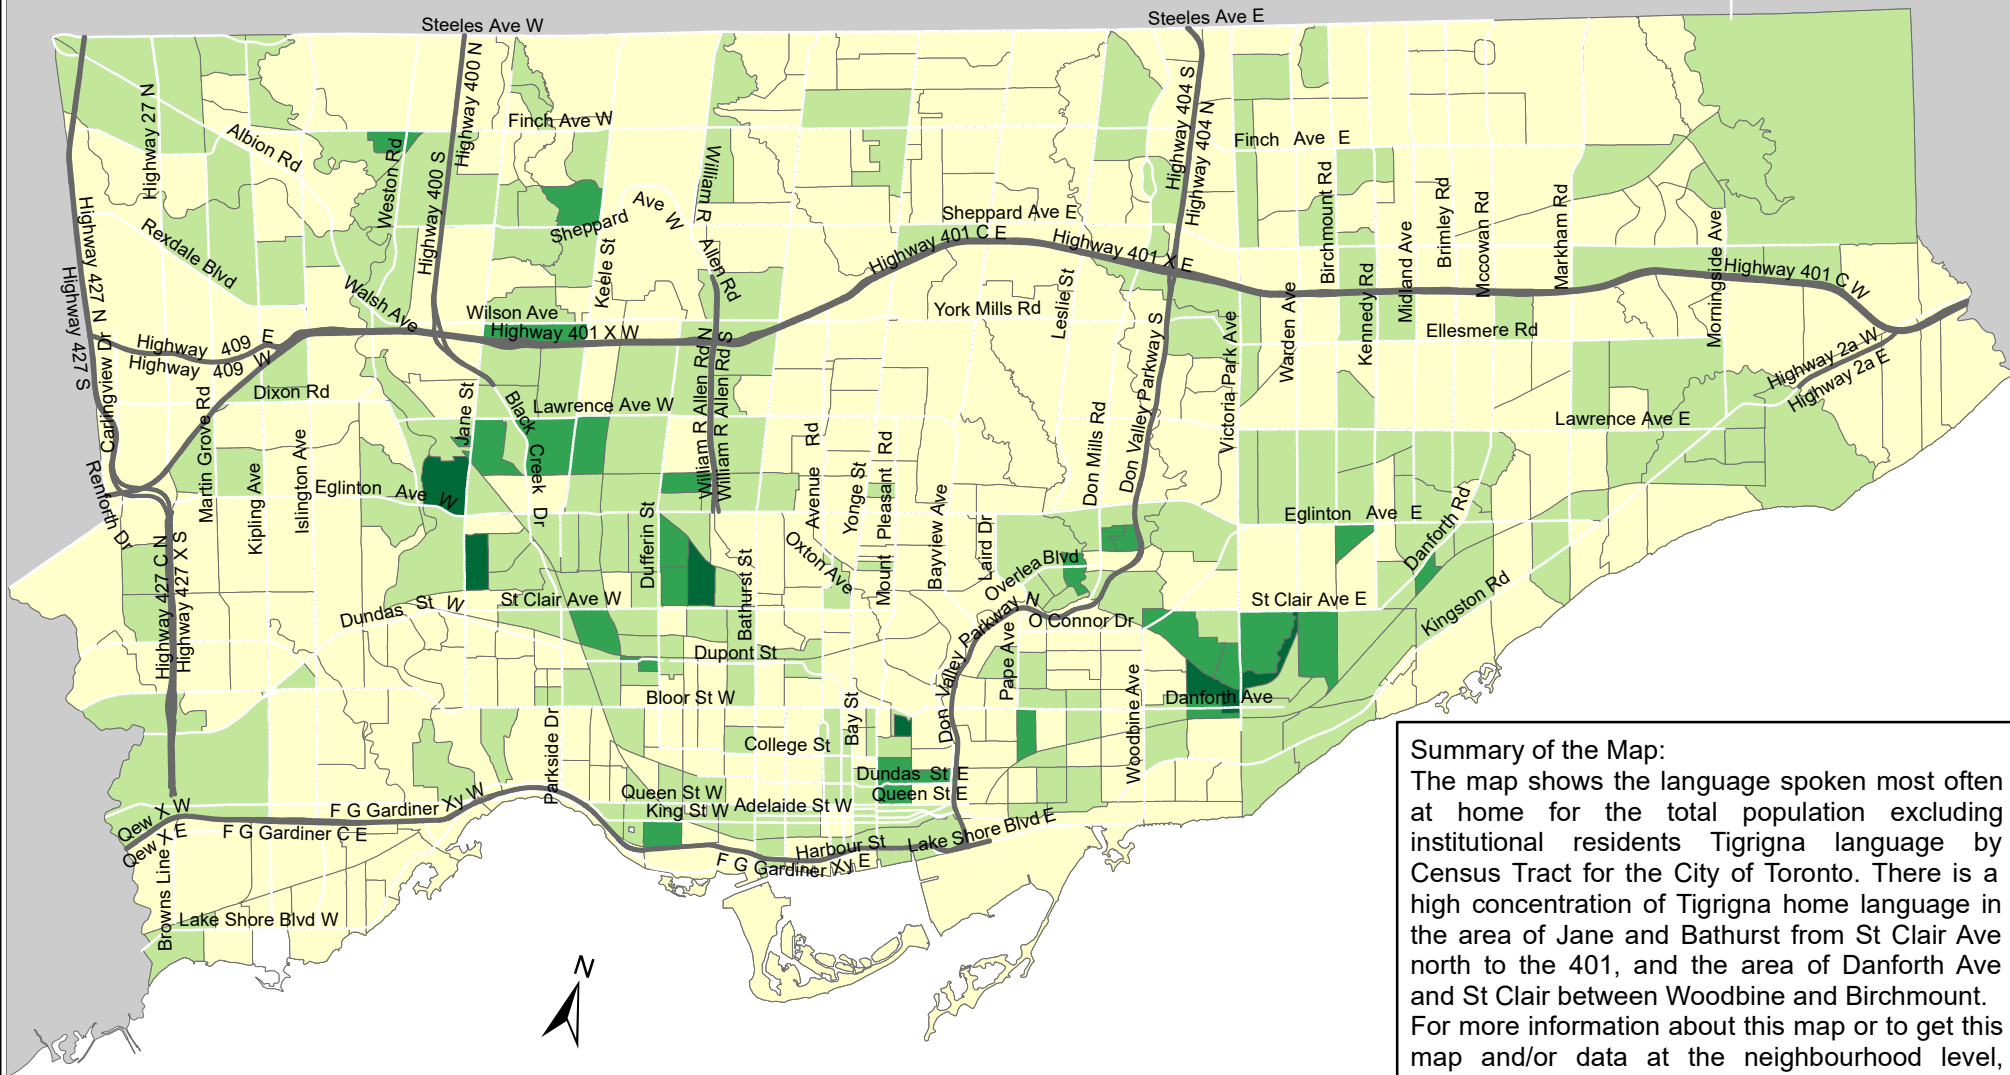 Steeles Ave W
Steeles Ave E
Highway 400 N
Highway 404 S
Highway 27 N
Finch Ave W
Highway 404 N
Albion Rd
Weston Rd
Finch Ave E
Highway 400 S
William R Allen Rd
Birchmount Rd
Brimley Rd
Mccowan Rd
Markham Rd
Highway 427 N
Sheppard Ave W
Sheppard Ave E
Midland Ave
Morningside Ave
Rexdale Blvd
Keele St
Highway 401 C E
Highway 401 X E
Highway 401 C W
Highway 427 S
Walsh Ave
Leslie St
Kennedy Rd
Warden Ave
Wilson Ave
York Mills Rd
Highway 401 X W
Ellesmere Rd
Highway 409 E
Highway 409 W
Carlingview Dr
Don Valley Parkway S
Victoria Park Ave
Highway 2a W
Highway 2a E
Dixon Rd
Martin Grove Rd
Jane St
Black Creek Dr
Lawrence Ave W
William R Allen Rd N
William R Allen Rd S
Lawrence Ave E
Renforth Dr
Kipling Ave
Islington Ave
Eglinton Ave W
Dufferin St
Avenue Rd
Yonge St
Mount Pleasant Rd
Bayview Ave
Laird Dr
Don Mills Rd
Eglinton Ave E
Danforth Rd
Highway 427 C N
Highway 427 X S
Oxton Ave
Bathurst St
Overlea Blvd
Dundas St W
St Clair Ave W
St Clair Ave E
Kingston Rd
Don Valley Parkway N
O Connor Dr
Dupont St
Pape Ave
Woodbine Ave
Bloor St W
Danforth Ave
Parkside Dr
Bay St
College St
Dundas St E
Queen St W
Queen St E
King St W
Adelaide St W
Qew X W
F G Gardiner Xy W
Qew X E
F G Gardiner C E
Harbour St
Lake Shore Blvd E
F G Gardiner Xy E
Browns Line
Lake Shore Blvd W
N
Summary of the Map:
The map shows the language spoken most often
at home for the total population excluding
institutional residents Tigrigna language by
Census Tract for the City of Toronto. There is a
high concentration of Tigrigna home language in
the area of Jane and Bathurst from St Clair Ave
north to the 401, and the area of Danforth Ave
and St Clair between Woodbine and Birchmount.
For more information about this map or to get this
map and/or data at the neighbourhood level,